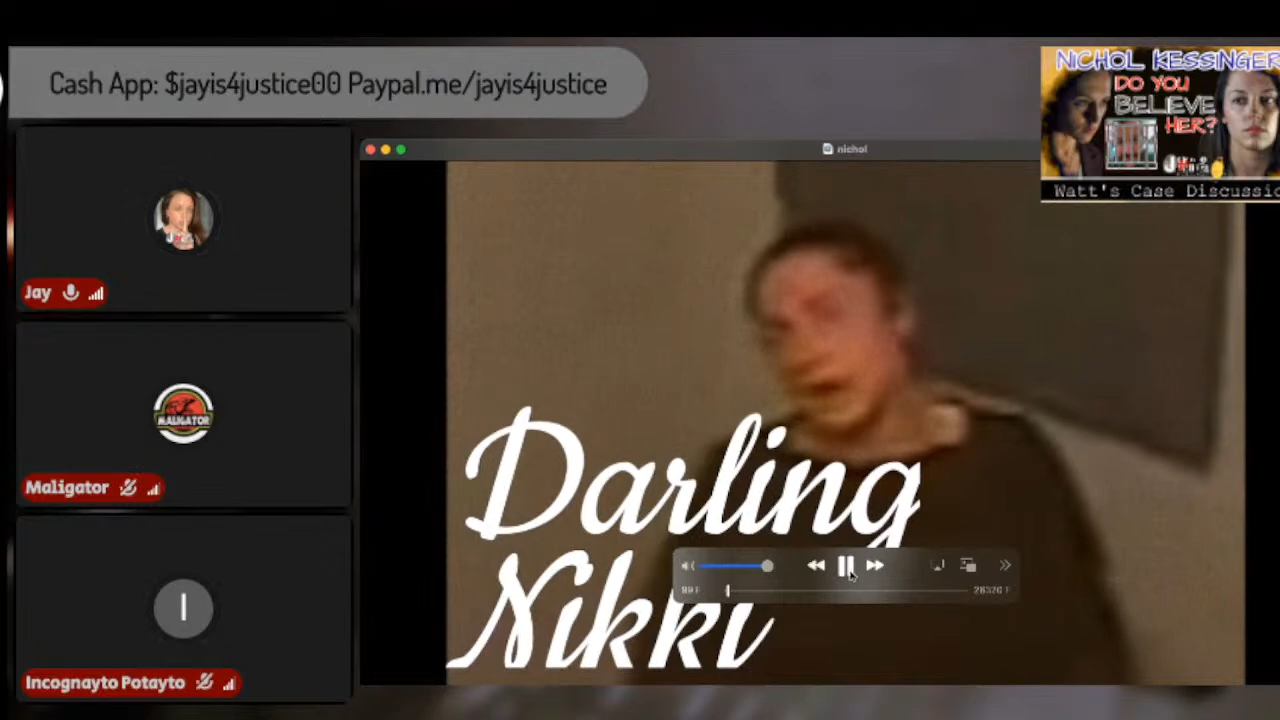 Cash App: $jayis4justice00 Paypal.me/jayis4justice
NICHOL KESSINGER
DO YOU
BELIEVE
HER?
Watt's Case Discussio
nichol
Jay
MALIGATOR
Maligator
I
Incognayto Potayto
Darling
Nikki